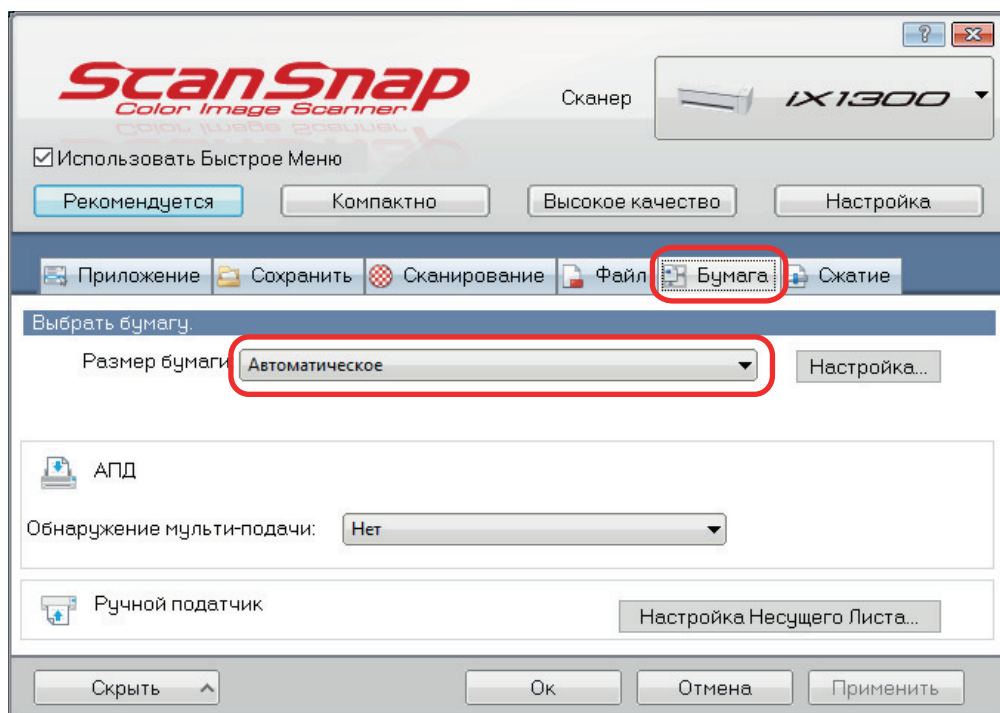 ScanSnap
Color Image Scanner
Сканер
iX1300
Использовать Быстрое Меню
Рекомендуется Компактно Высокое качество Настройка
Приложение Сохранить Сканирование Файл Бумага Сжатие
Выбрать бумагу.
Размер бумаги Автоматическое Настройка...
АПД
Обнаружение мульти-подачи: Нет
Ручной податчик
Настройка Несущего Листа...
Скрыть Ок Отмена Применить